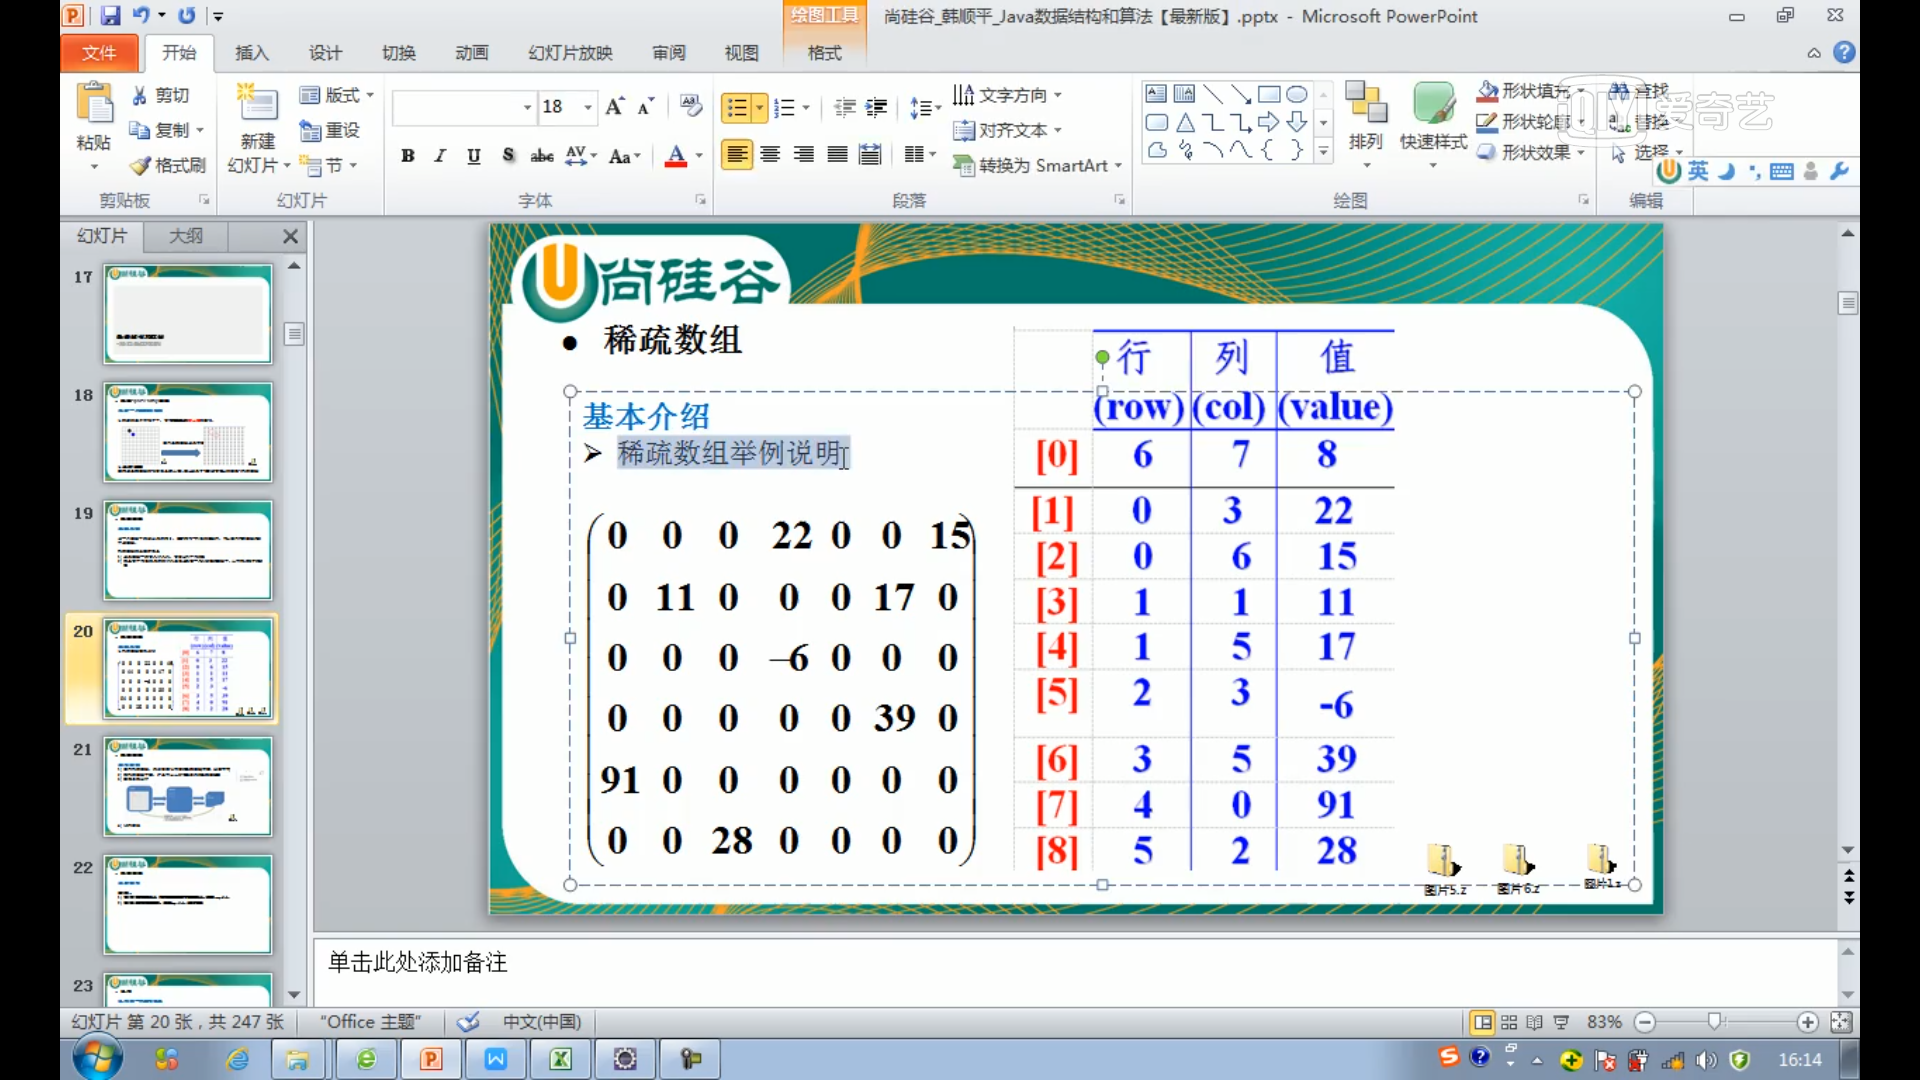 尚硅谷_韩顺平_Java数据结构和算法【最新版】.pptx - Microsoft PowerPoint
绘图工具
文件 开始 插入 设计 切换 动画 幻灯片放映 审阅 视图 格式
粘贴 剪切 复制 格式刷
剪贴板
新建
幻灯片 版式 重设 节
幻灯片
18
B I U S abc AV Aa A
字体
文字方向
对齐文本
转换为 SmartArt
段落
排列 快速样式
形状填充
形状轮廓
形状效果
绘图
查找
替换
选择
编辑
爱奇艺
英
幻灯片 大纲
17
18
19
20
21
22
23
尚硅谷
• 稀疏数组
基本介绍
➢ 稀疏数组举例说明
0 0 0 22 0 0 15
0 11 0 0 0 17 0
0 0 0 –6 0 0 0
0 0 0 0 0 39 0
91 0 0 0 0 0 0
0 0 28 0 0 0 0
行 列 值
(row) (col) (value)
[0] 6 7 8
[1] 0 3 22
[2] 0 6 15
[3] 1 1 11
[4] 1 5 17
[5] 2 3 -6
[6] 3 5 39
[7] 4 0 91
[8] 5 2 28
图片5.z 图片6.z 图片1.z
单击此处添加备注
幻灯片 第 20 张，共 247 张 "Office 主题" 中文(中国) 83%
16:14